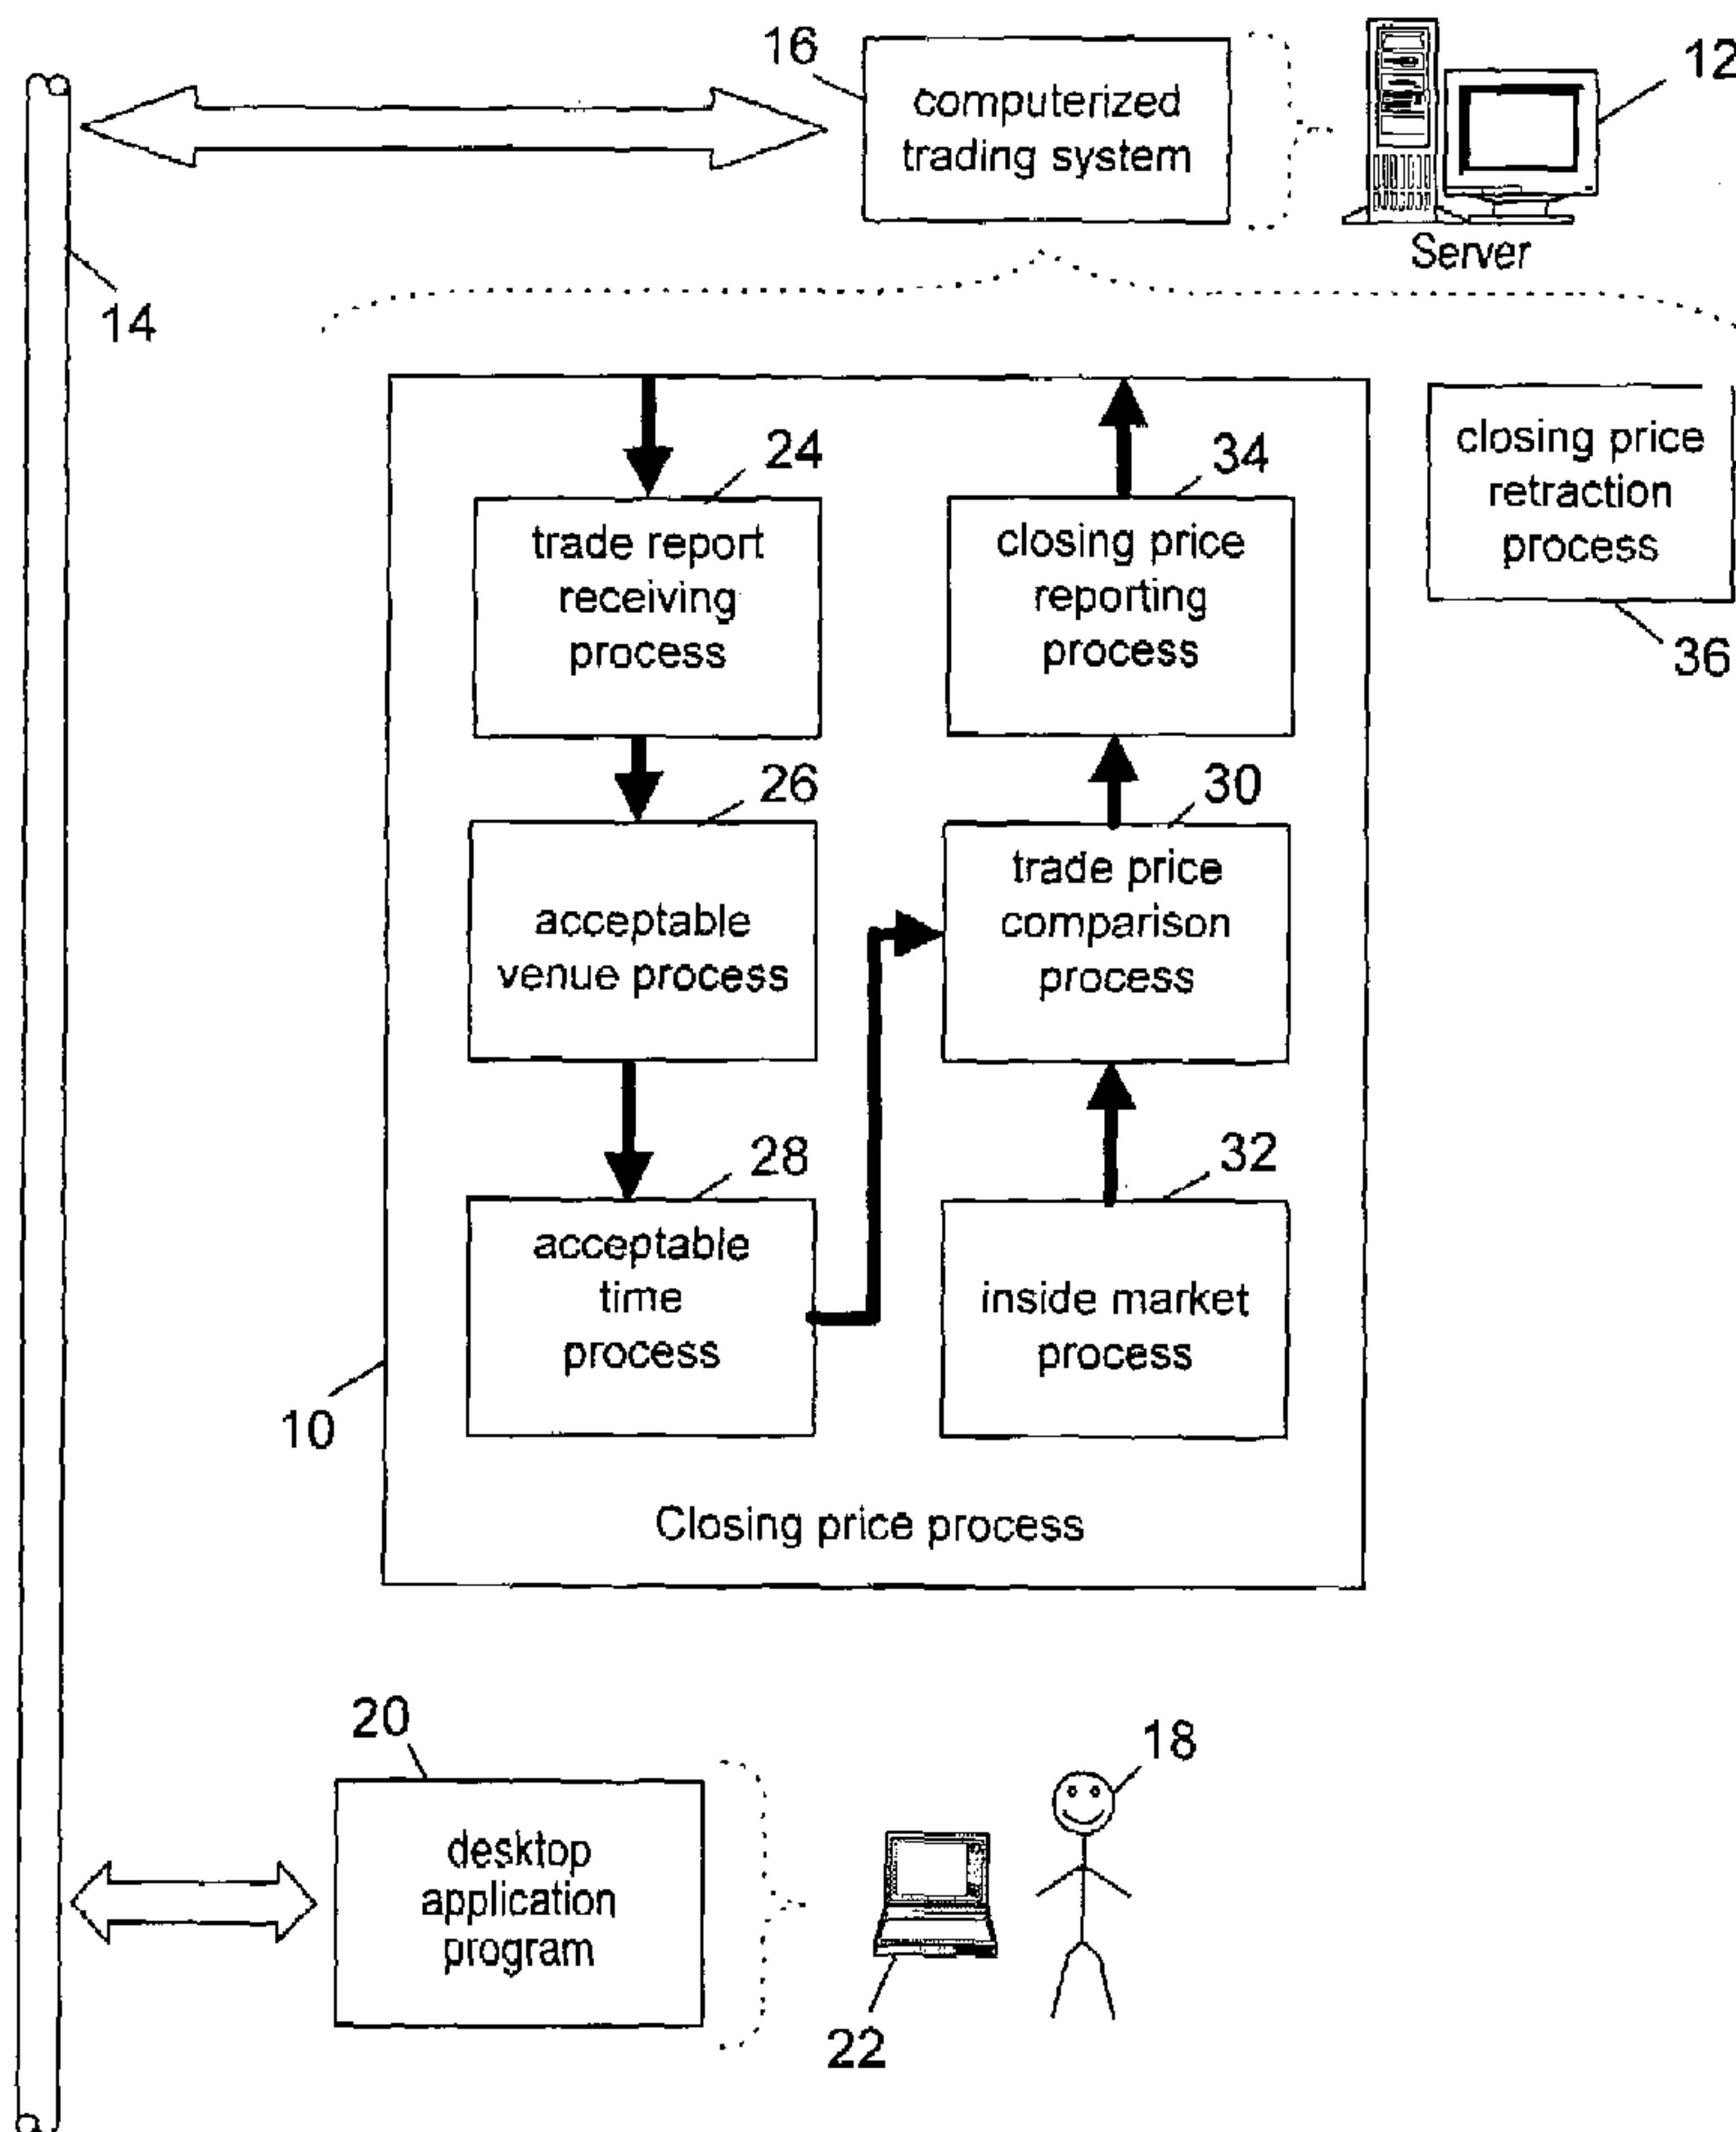 16
computerized
trading system
12
Server
14
24
trade report
receiving
process
34
closing price
reporting
process
closing price
retraction
process
36
26
acceptable
venue process
30
trade price
comparison
process
28
acceptable
time
process
32
inside market
process
10
Closing price process
20
desktop
application
program
18
22